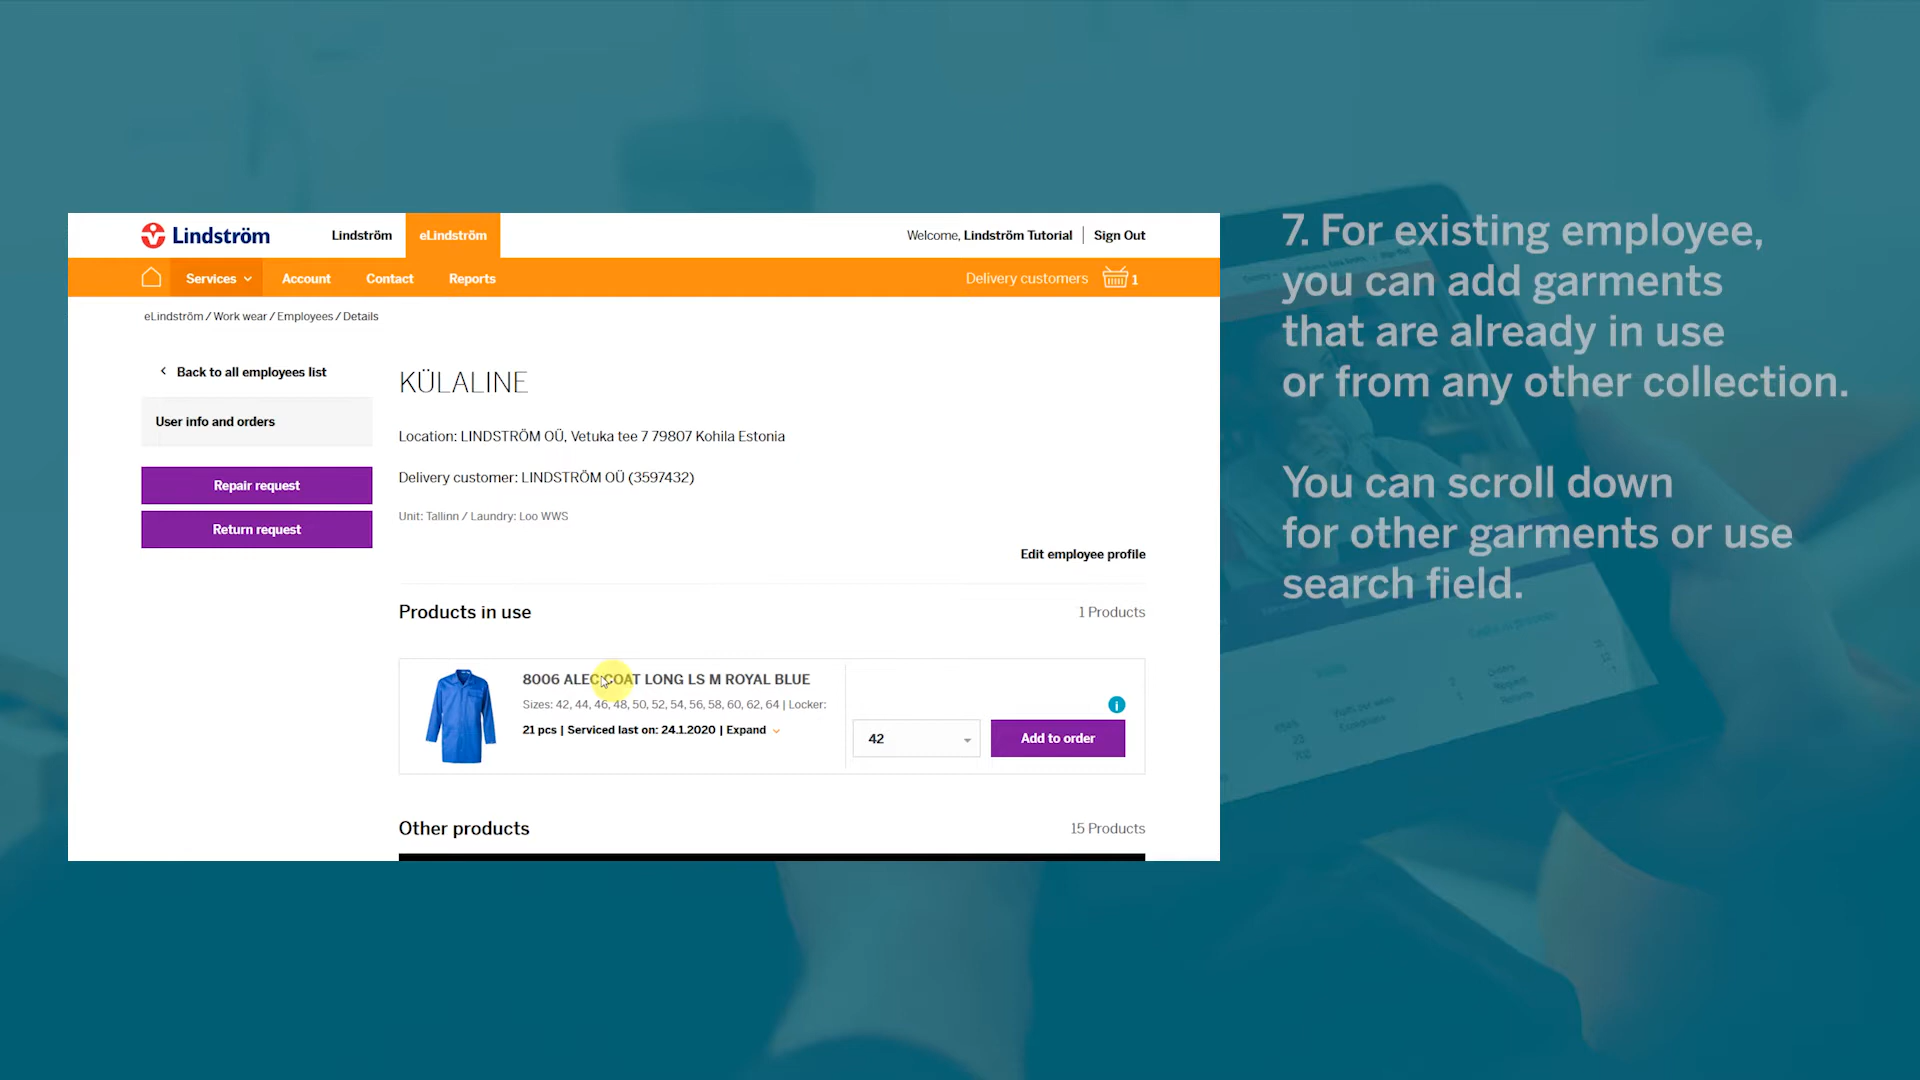 Lindström
Lindström
eLindström
Welcome, Lindström Tutorial
Sign Out
Services
Account
Contact
Reports
Delivery customers
1
eLindström / Work wear / Employees / Details
Back to all employees list
User info and orders
Repair request
Return request
KÜLALINE
Location: LINDSTRÖM OÜ, Vetuka tee 7 79807 Kohila Estonia
Delivery customer: LINDSTRÖM OÜ (3597432)
Unit: Tallinn / Laundry: Loo WWS
Edit employee profile
Products in use
1 Products
8006 ALEC COAT LONG LS M ROYAL BLUE
Sizes: 42, 44, 46, 48, 50, 52, 54, 56, 58, 60, 62, 64 | Locker:
21 pcs | Serviced last on: 24.1.2020 | Expand
i
42
Add to order
Other products
15 Products
7. For existing employee,
you can add garments
that are already in use
or from any other collection.
You can scroll down
for other garments or use
search field.